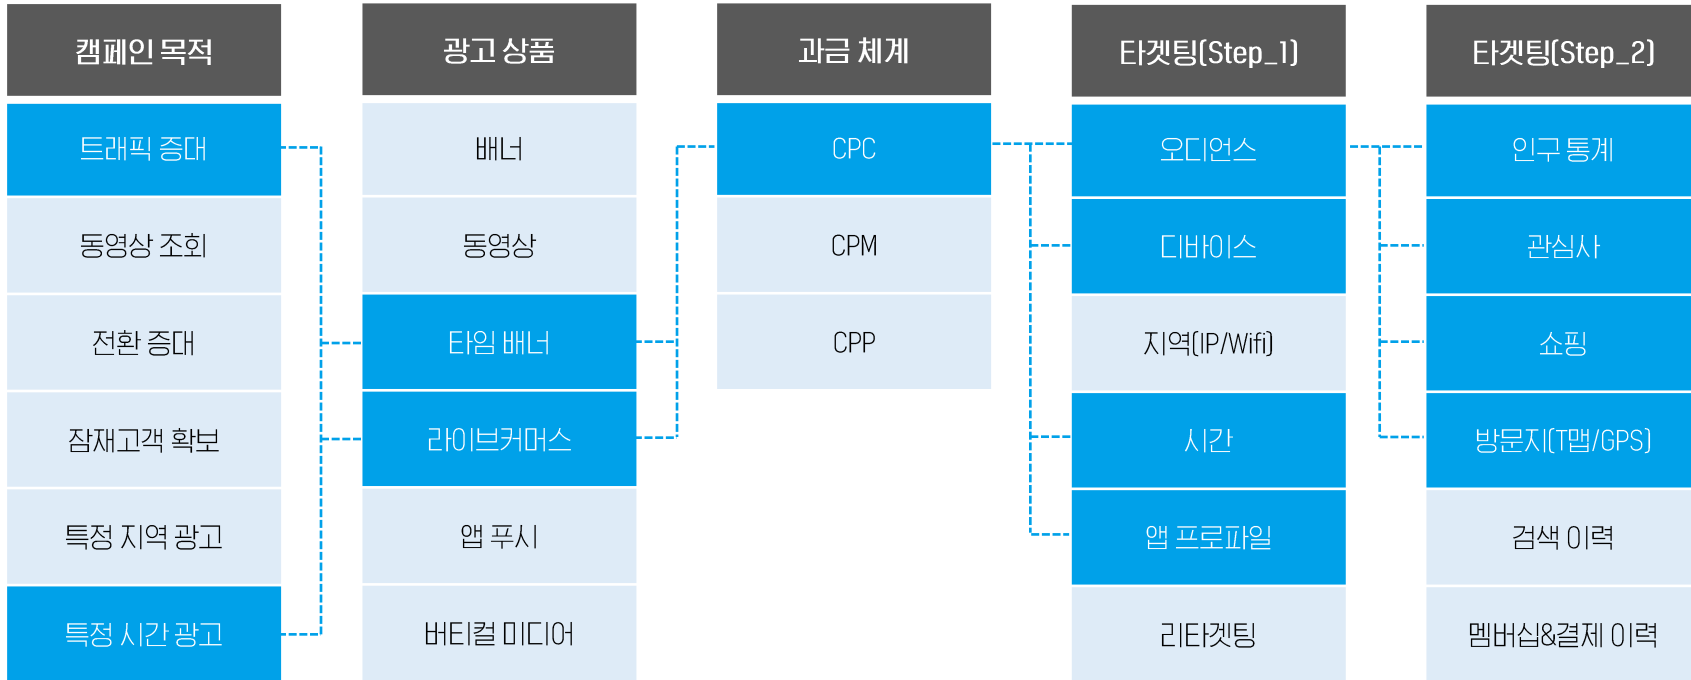 캠페인 목적
광고 상품
과금 체계
타겟팅(Step_1)
타겟팅(Step_2)
트래픽 증대
배너
CPC
오디언스
인구 통계
동영상 조회
동영상
CPM
디바이스
관심사
전환 증대
타임 배너
CPP
지역(IP/Wifi)
쇼핑
잠재고객 확보
라이브커머스
시간
방문지(T맵/GPS)
특정 지역 광고
앱 푸시
앱 프로파일
검색 이력
특정 시간 광고
버티컬 미디어
리타겟팅
멤버십&결제 이력